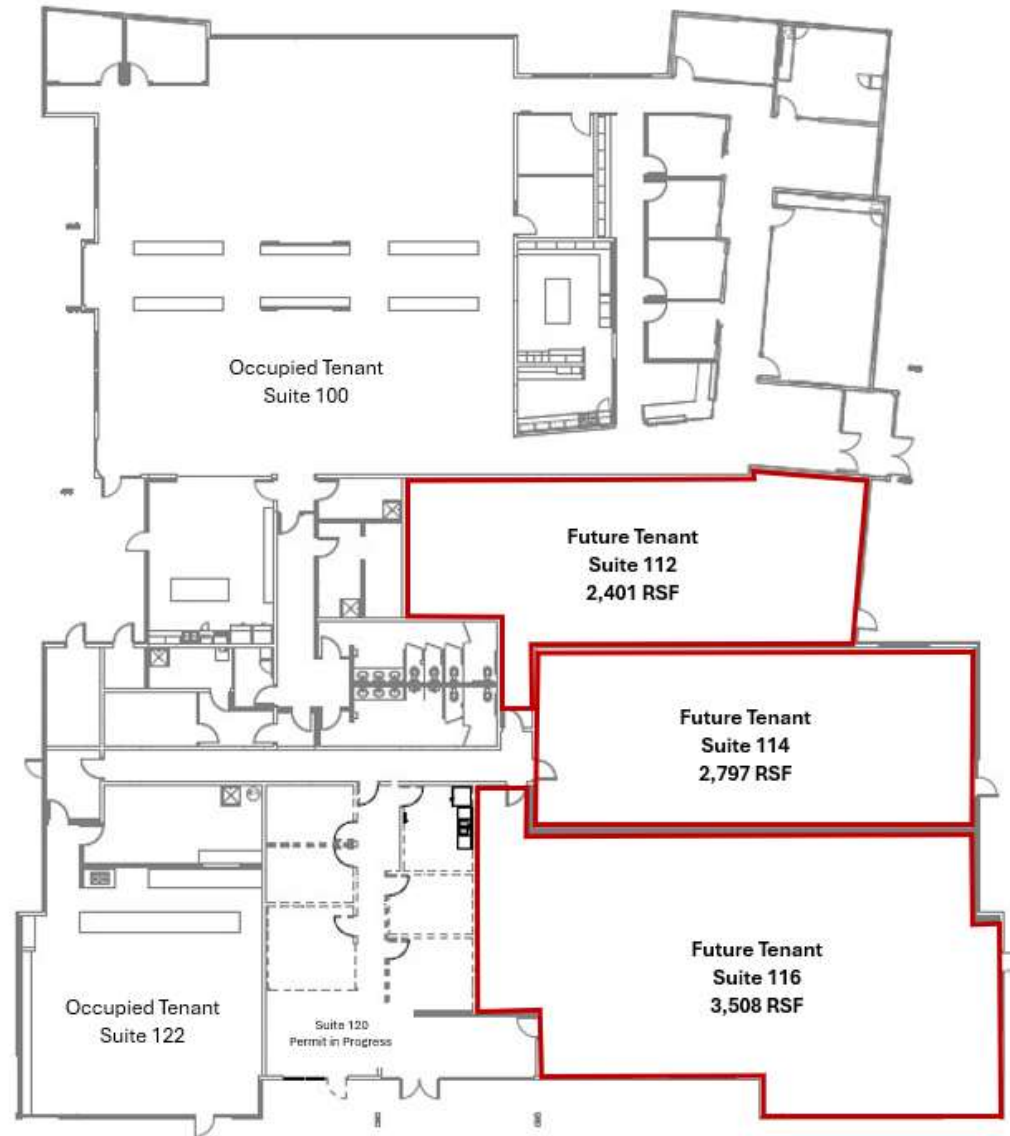 Occupied Tenant
Suite 100
Future Tenant
Suite 112
2,401 RSF
Future Tenant
Suite 114
2,797 RSF
Future Tenant
Suite 116
3,508 RSF
Occupied Tenant
Suite 122
Suite 120
Permit in Progress